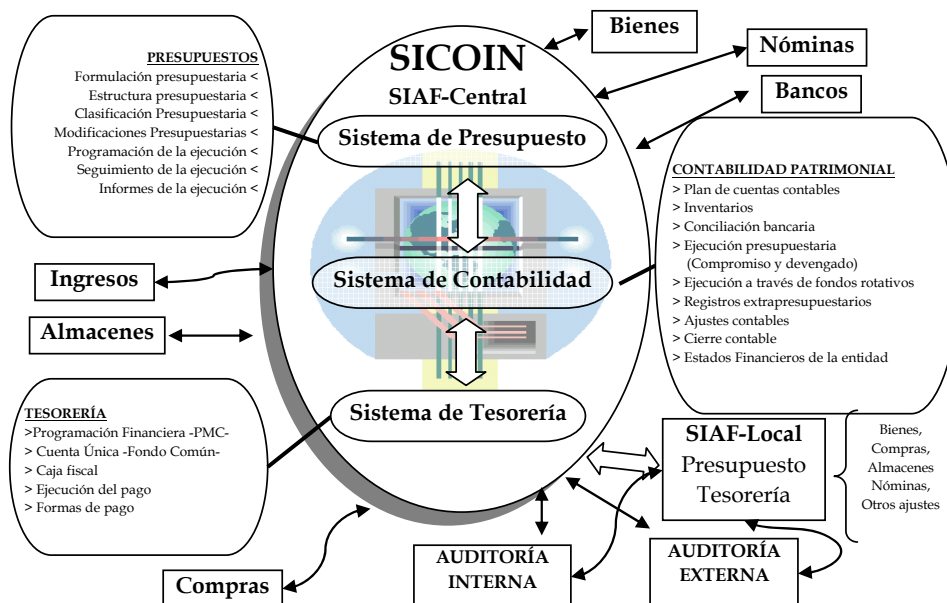 PRESUPUESTOS
Formulación presupuestaria <
Estructura presupuestaria <
Clasificación Presupuestaria <
Modificaciones Presupuestarias <
Programación de la ejecución <
Seguimiento de la ejecución <
Informes de la ejecución <
SICOIN
SIAF-Central
Sistema de Presupuesto
Sistema de Contabilidad
Sistema de Tesorería
Bienes
Nóminas
Bancos
CONTABILIDAD PATRIMONIAL
> Plan de cuentas contables
> Inventarios
> Conciliación bancaria
> Ejecución presupuestaria
(Compromiso y devengado)
> Ejecución a través de fondos rotativos
> Registros extrapresupuestarios
> Ajustes contables
> Cierre contable
> Estados Financieros de la entidad
Ingresos
Almacenes
TESORERÍA
>Programación Financiera -PMC-
> Cuenta Única -Fondo Común-
> Caja fiscal
> Ejecución del pago
> Formas de pago
SIAF-Local
Presupuesto
Tesorería
Bienes,
Compras,
Almacenes
Nóminas,
Otros ajustes
Compras
AUDITORÍA
INTERNA
AUDITORÍA
EXTERNA